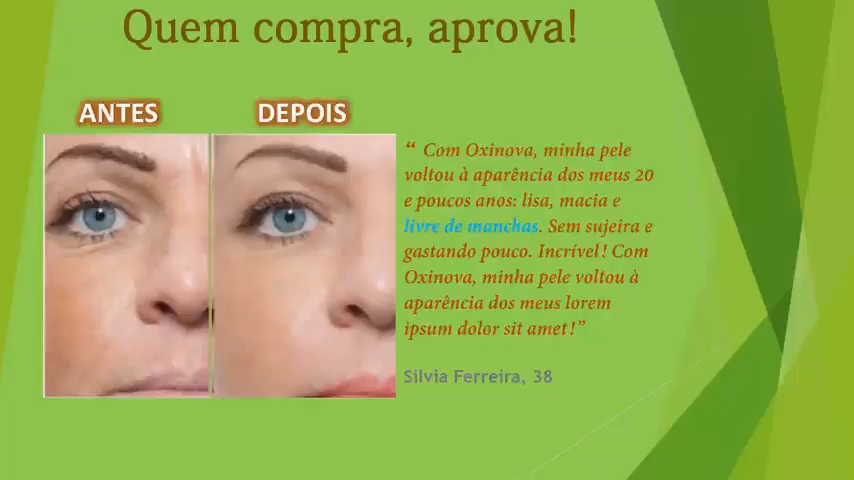 Quem compra, aprova!
ANTES
DEPOIS
“ Com Oxinova, minha pele
voltou à aparência dos meus 20
e poucos anos: lisa, macia e
livre de manchas. Sem sujeira e
gastando pouco. Incrível! Com
Oxinova, minha pele voltou à
aparência dos meus lorem
ipsum dolor sit amet!”
Silvia Ferreira, 38